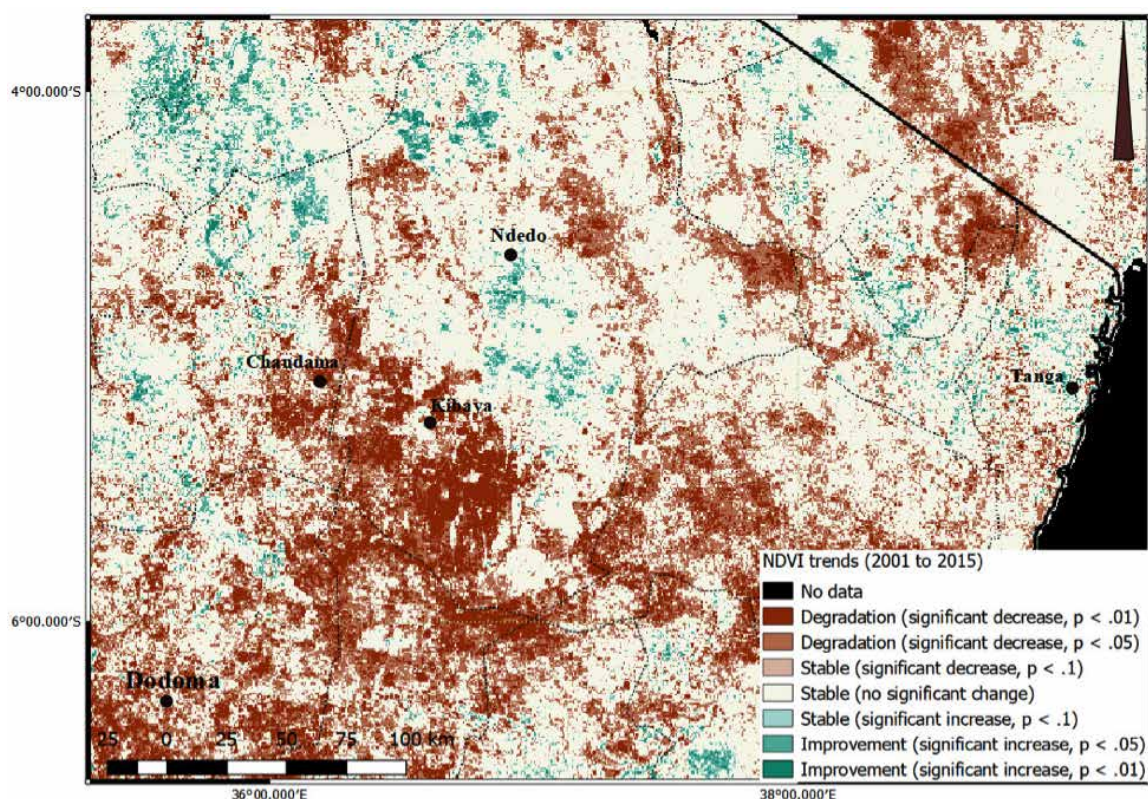 4°00.000'S
Ndedo
Chandama
Kibaya
Tanga
6°00.000'S
Dodoma
25 0 25 50 75 100 km
36°00.000'E
38°00.000'E
NDVI trends (2001 to 2015)
No data
Degradation (significant decrease, p < .01)
Degradation (significant decrease, p < .05)
Stable (significant decrease, p < .1)
Stable (no significant change)
Stable (significant increase, p < .1)
Improvement (significant increase, p < .05)
Improvement (significant increase, p < .01)